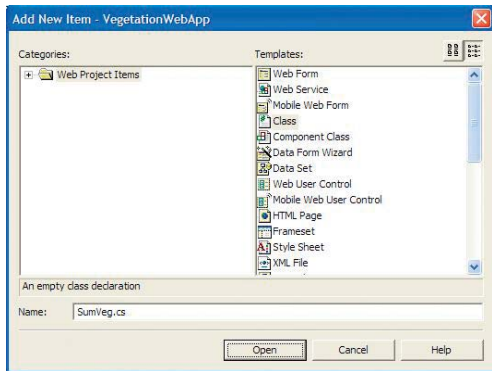 Add New Item - VegetationWebApp
Categories:
Templates:
Web Project Items
Web Form
Web Service
Mobile Web Form
Class
Component Class
Data Form Wizard
Data Set
Web User Control
Mobile Web User Control
HTML Page
Frameset
Style Sheet
XML File
An empty class declaration
Name:
SumVeg.cs
Open
Cancel
Help